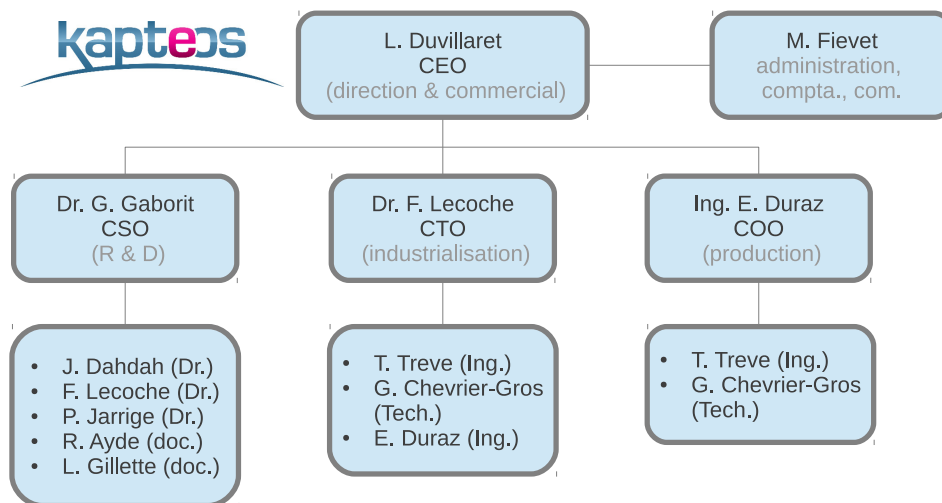 kapteos
L. Duvillaret
CEO
(direction & commercial)
M. Fievet
administration,
compta., com.
Dr. G. Gaborit
CSO
(R & D)
Dr. F. Lecoche
CTO
(industrialisation)
Ing. E. Duraz
COO
(production)
• J. Dahdah (Dr.)
• F. Lecoche (Dr.)
• P. Jarrige (Dr.)
• R. Ayde (doc.)
• L. Gillette (doc.)
• T. Treve (Ing.)
• G. Chevrier-Gros
(Tech.)
• E. Duraz (Ing.)
• T. Treve (Ing.)
• G. Chevrier-Gros
(Tech.)